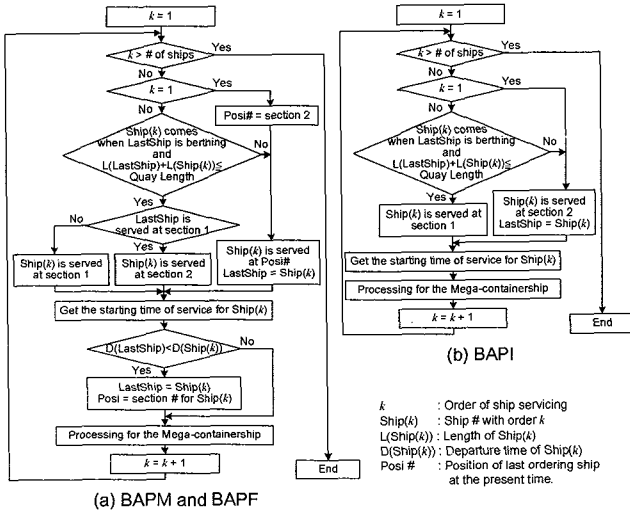 k = 1
k > # of ships
Yes
No
k = 1
Yes
No
Posi# = section 2
Ship(k) comes
when LastShip is berthing
and
L(LastShip)+L(Ship(k))≦
Quay Length
No
Yes
LastShip is
served at section 1
No
Yes
Ship(k) is served
at section 1
Ship(k) is served
at section 2
Ship(k) is served
at Posi#
LastShip = Ship(k)
Get the starting time of service for Ship(k)
D(LastShip)<D(Ship(k))
No
Yes
LastShip = Ship(k)
Posi = section # for Ship(k)
Processing for the Mega-containership
k = k + 1
End
(a) BAPM and BAPF
k = 1
k > # of ships
Yes
No
k = 1
Yes
No
Ship(k) comes
when LastShip is berthing
and
L(LastShip)+L(Ship(k))≦
Quay Length
No
Yes
Ship(k) is served at
section 1
Ship(k) is served at
section 2
LastShip = Ship(k)
Get the starting time of service for Ship(k)
Processing for the Mega-containership
k = k + 1
End
(b) BAPI
k : Order of ship servicing
Ship(k) : Ship # with order k
L(Ship(k)) : Length of Ship(k)
D(Ship(k)) : Departure time of Ship(k)
Posi # : Position of last ordering ship
at the present time.